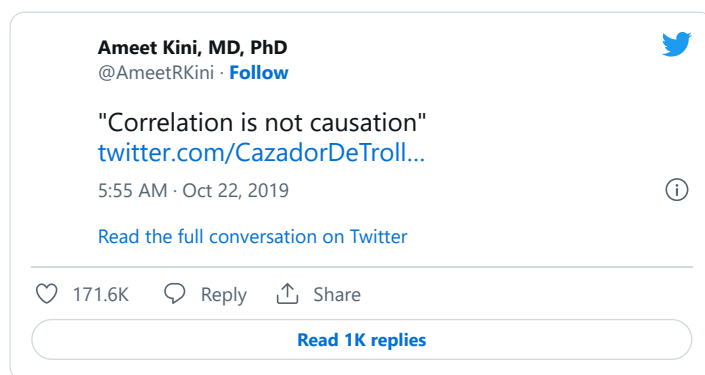 Ameet Kini, MD, PhD
@AmeetRKini · Follow
"Correlation is not causation"
twitter.com/CazadorDeTroll…
5:55 AM · Oct 22, 2019
Read the full conversation on Twitter
171.6K Reply Share
Read 1K replies